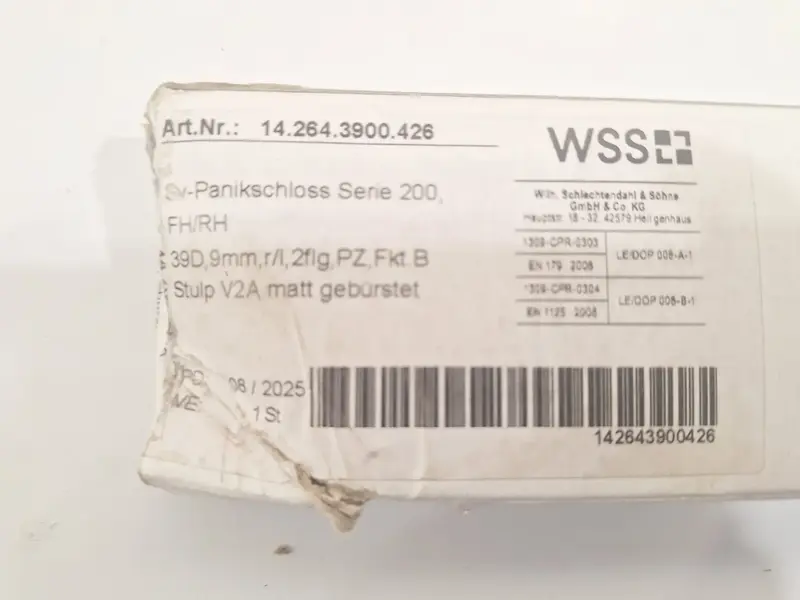 Art.Nr.: 14.264.3900.426
Sv-Panikschloss Serie 200,
FH/RH
39D,9mm,r/l,2flg,PZ,Fkt.B
Stulp V2A matt gebürstet
08/2025
ME: 1 St
WSS
Wilh. Schlechtendahl & Söhne
GmbH & Co. KG
Hauptstr. 18 - 32, 42579 Heiligenhaus
1309-CPR-0303
EN 179 2008
LE/DOP 008-A-1
1309-CPR-0304
EN 1125 2008
LE/DOP 008-B-1
142643900426